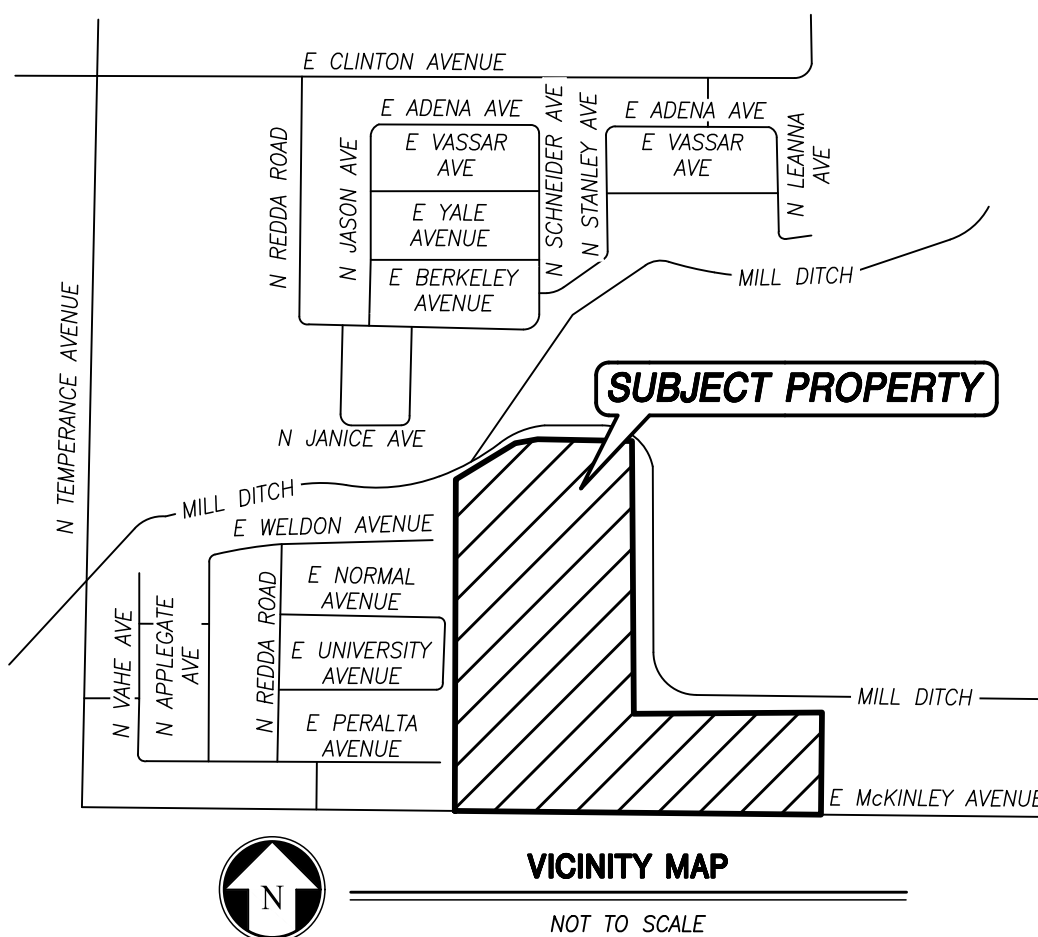 E CLINTON AVENUE
E ADENA AVE
E VASSAR
AVE
E YALE
AVENUE
E BERKELEY
AVENUE
N REDDA ROAD
N JASON AVE
N SCHNEIDER AVE
N STANLEY AVE
E ADENA AVE
E VASSAR
AVE
N LEANNA
AVE
MILL DITCH
N TEMPERANCE AVENUE
SUBJECT PROPERTY
N JANICE AVE
MILL DITCH
E WELDON AVENUE
E NORMAL
AVENUE
E UNIVERSITY
AVENUE
E PERALTA
AVENUE
N VAHE AVE
N APPLEGATE
AVE
N REDDA ROAD
MILL DITCH
E McKINLEY AVENUE
N
VICINITY MAP
NOT TO SCALE